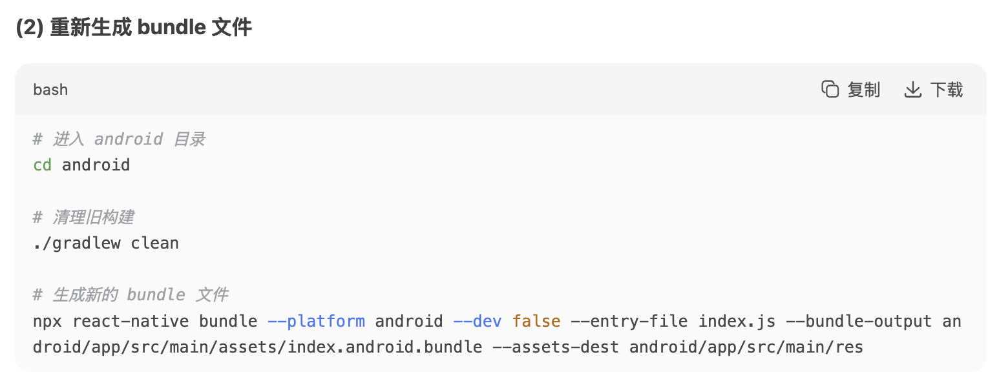 (2) 重新生成 bundle 文件
bash
复制
下载
# 进入 android 目录
cd android
# 清理旧构建
./gradlew clean
# 生成新的 bundle 文件
npx react-native bundle --platform android --dev false --entry-file index.js --bundle-output an
droid/app/src/main/assets/index.android.bundle --assets-dest android/app/src/main/res